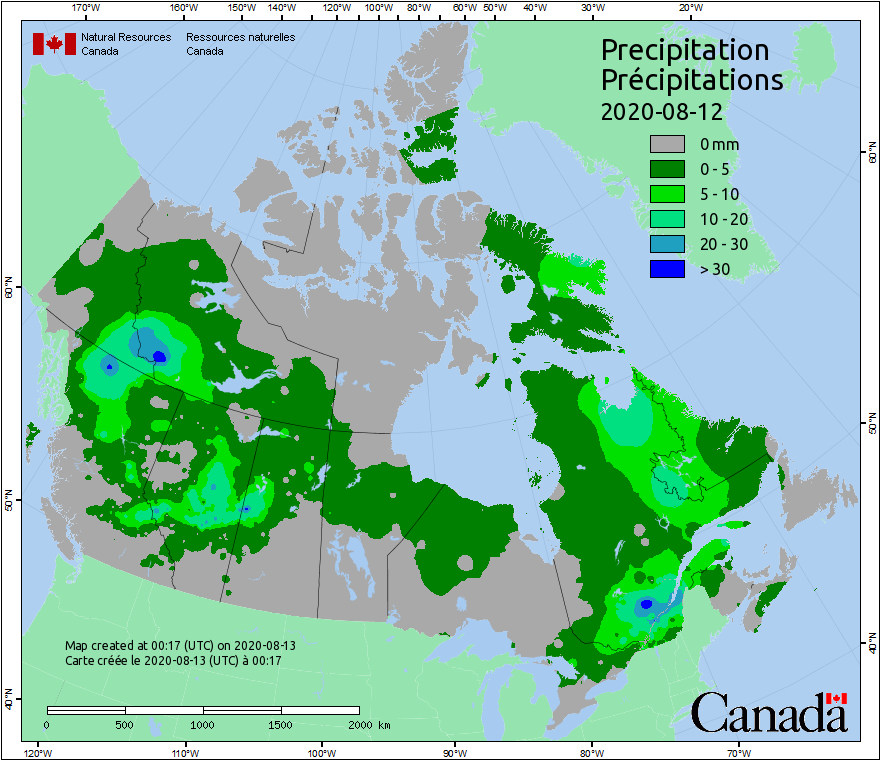 170°W 160°W 150°W 140°W 120°W 100°W 80°W 60°W 50°W 40°W 30°W 20°W
Natural Resources Ressources naturelles
Canada Canada
Precipitation
Précipitations
2020-08-12
0 mm
0 - 5
5 - 10
10 - 20
20 - 30
> 30
60°N
60°N
50°N
50°N
40°N
40°N
Map created at 00:17 (UTC) on 2020-08-13
Carte créée le 2020-08-13 (UTC) à 00:17
0 500 1000 1500 2000 km
Canada
120°W 110°W 100°W 90°W 80°W 70°W